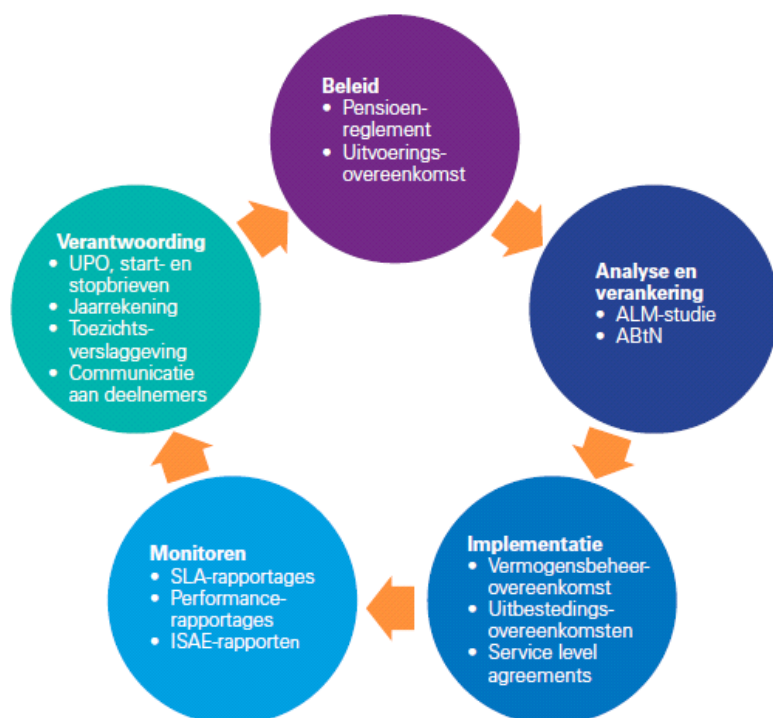 Beleid
• Pensioen-
reglement
• Uitvoerings-
overeenkomst
Analyse en
verankering
• ALM-studie
• ABtN
Implementatie
• Vermogensbeheer-
overeenkomst
• Uitbestedings-
overeenkomsten
• Service level
agreements
Monitoren
• SLA-rapportages
• Performance-
rapportages
• ISAE-rapporten
Verantwoording
• UPO, start- en
stopbrieven
• Jaarrekening
• Toezichts-
verslaggeving
• Communicatie
aan deelnemers